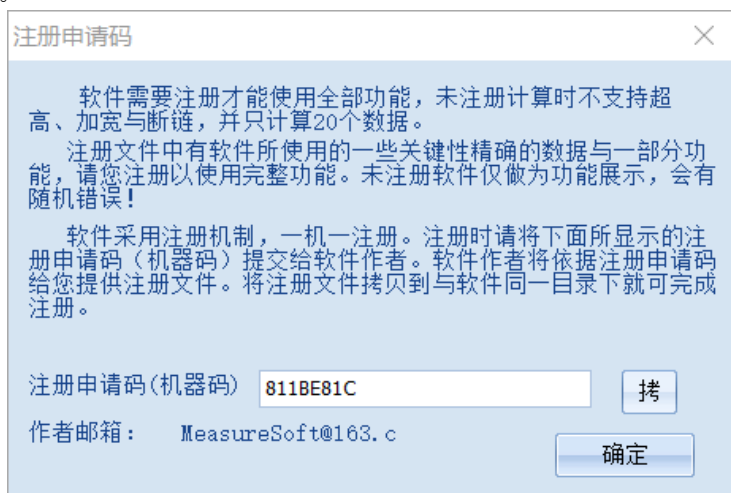 注册申请码
软件需要注册才能使用全部功能，未注册计算时不支持超
高、加宽与断链，并只计算20个数据。
注册文件中有软件所使用的一些关键性精确的数据与一部分功
能，请您注册以使用完整功能。未注册软件仅做为功能展示，会有
随机错误！
软件采用注册机制，一机一注册。注册时请将下面所显示的注
册申请码（机器码）提交给软件作者。软件作者将依据注册申请码
给您提供注册文件。将注册文件拷贝到与软件同一目录下就可完成
注册。
注册申请码(机器码) 811BE81C 拷
作者邮箱： MeasureSoft@163.c
确定